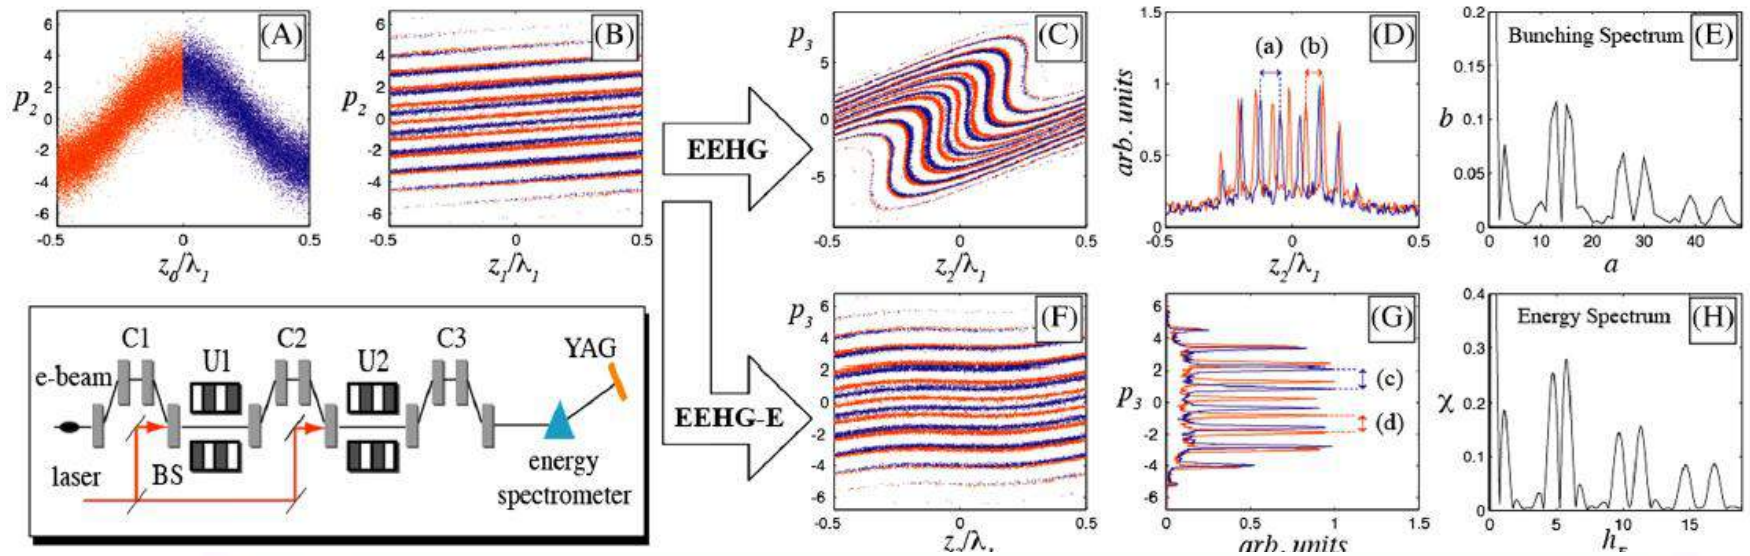 (A)
p2
6
4
2
0
-2
-4
-6
-0.5
0
0.5
z0/λ1
(B)
p2
6
4
2
0
-2
-4
-6
-0.5
0
0.5
z1/λ1
EEHG
(C)
p3
5
0
-5
-0.5
0
0.5
z2/λ1
(D)
(a)
(b)
arb. units
1.5
1
0.5
0
-0.5
0
0.5
z2/λ1
Bunching Spectrum
(E)
b
0.2
0.15
0.1
0.05
0
0
10
20
30
40
a
C1
C2
C3
U1
U2
YAG
e-beam
laser
BS
energy
spectrometer
EEHG-E
(F)
p3
6
4
2
0
-2
-4
-6
-0.5
0
0.5
(G)
(c)
(d)
p3
6
4
2
0
-2
-4
-6
0
0.5
1
1.5
arb. units
Energy Spectrum
(H)
χ
0.4
0.3
0.2
0.1
0
0
5
10
15
hE